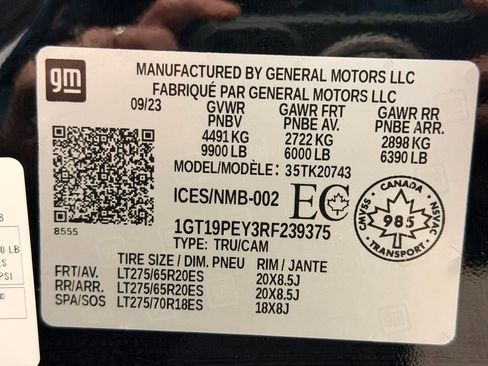 gm
MANUFACTURED BY GENERAL MOTORS LLC
FABRIQUÉ PAR GENERAL MOTORS LLC
09/23 GVWR GAWR FRT GAWR RR
PNBV PNBE AV. PNBE ARR.
4491 KG 2722 KG 2898 KG
9900 LB 6000 LB 6390 LB
MODEL/MODÈLE: 35TK20743
ICES/NMB-002 EC
8555
1GT19PEY3RF239375
TYPE: TRU/CAM
CANADA
CMVSS 985 NSVAC
TRANSPORT
TIRE SIZE / DIM. PNEU RIM / JANTE
FRT/AV. LT275/65R20ES 20X8.5J
RR/ARR. LT275/65R20ES 20X8.5J
SPA/SOS LT275/70R18ES 18X8J
LB
PSI